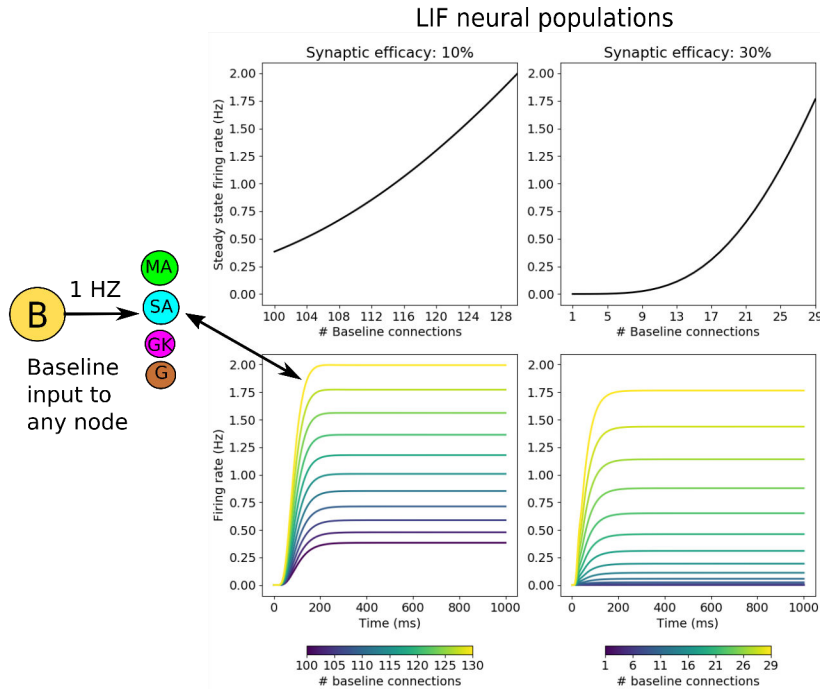 LIF neural populations
Synaptic efficacy: 10%
Steady state firing rate (Hz)
2.00
1.75
1.50
1.25
1.00
0.75
0.50
0.25
0.00
100 104 108 112 116 120 124 128
# Baseline connections
Synaptic efficacy: 30%
2.00
1.75
1.50
1.25
1.00
0.75
0.50
0.25
0.00
1 5 9 13 17 21 25 29
# Baseline connections
B
1 HZ
MA
SA
GK
G
Baseline
input to
any node
Firing rate (Hz)
2.00
1.75
1.50
1.25
1.00
0.75
0.50
0.25
0.00
0 200 400 600 800 1000
Time (ms)
100 105 110 115 120 125 130
# baseline connections
2.00
1.75
1.50
1.25
1.00
0.75
0.50
0.25
0.00
0 200 400 600 800 1000
Time (ms)
1 6 11 16 21 26 29
# baseline connections